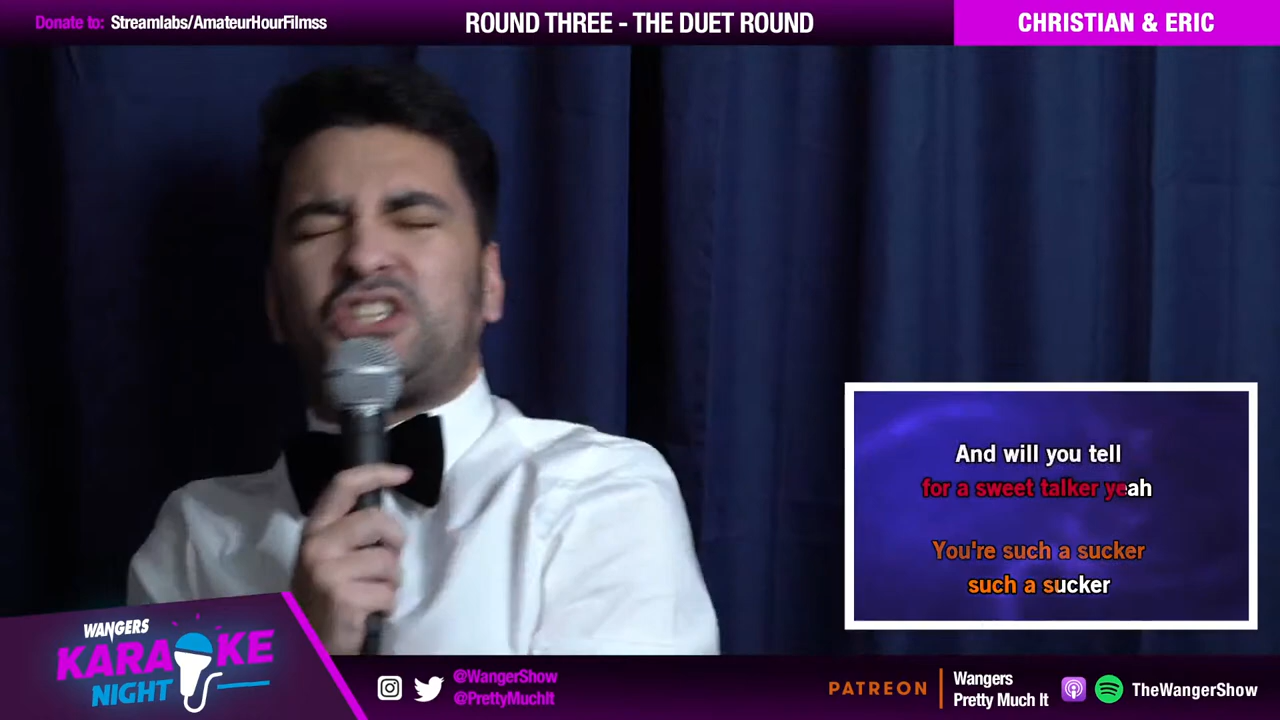 Donate to: Streamlabs/AmateurHourFilmss
ROUND THREE - THE DUET ROUND
CHRISTIAN & ERIC
And will you tell
for a sweet talker yeah
You're such a sucker
such a sucker
WANGERS
KARAOKE
NIGHT
@WangerShow
@PrettyMuchIt
PATREON
Wangers
Pretty Much It
TheWangerShow